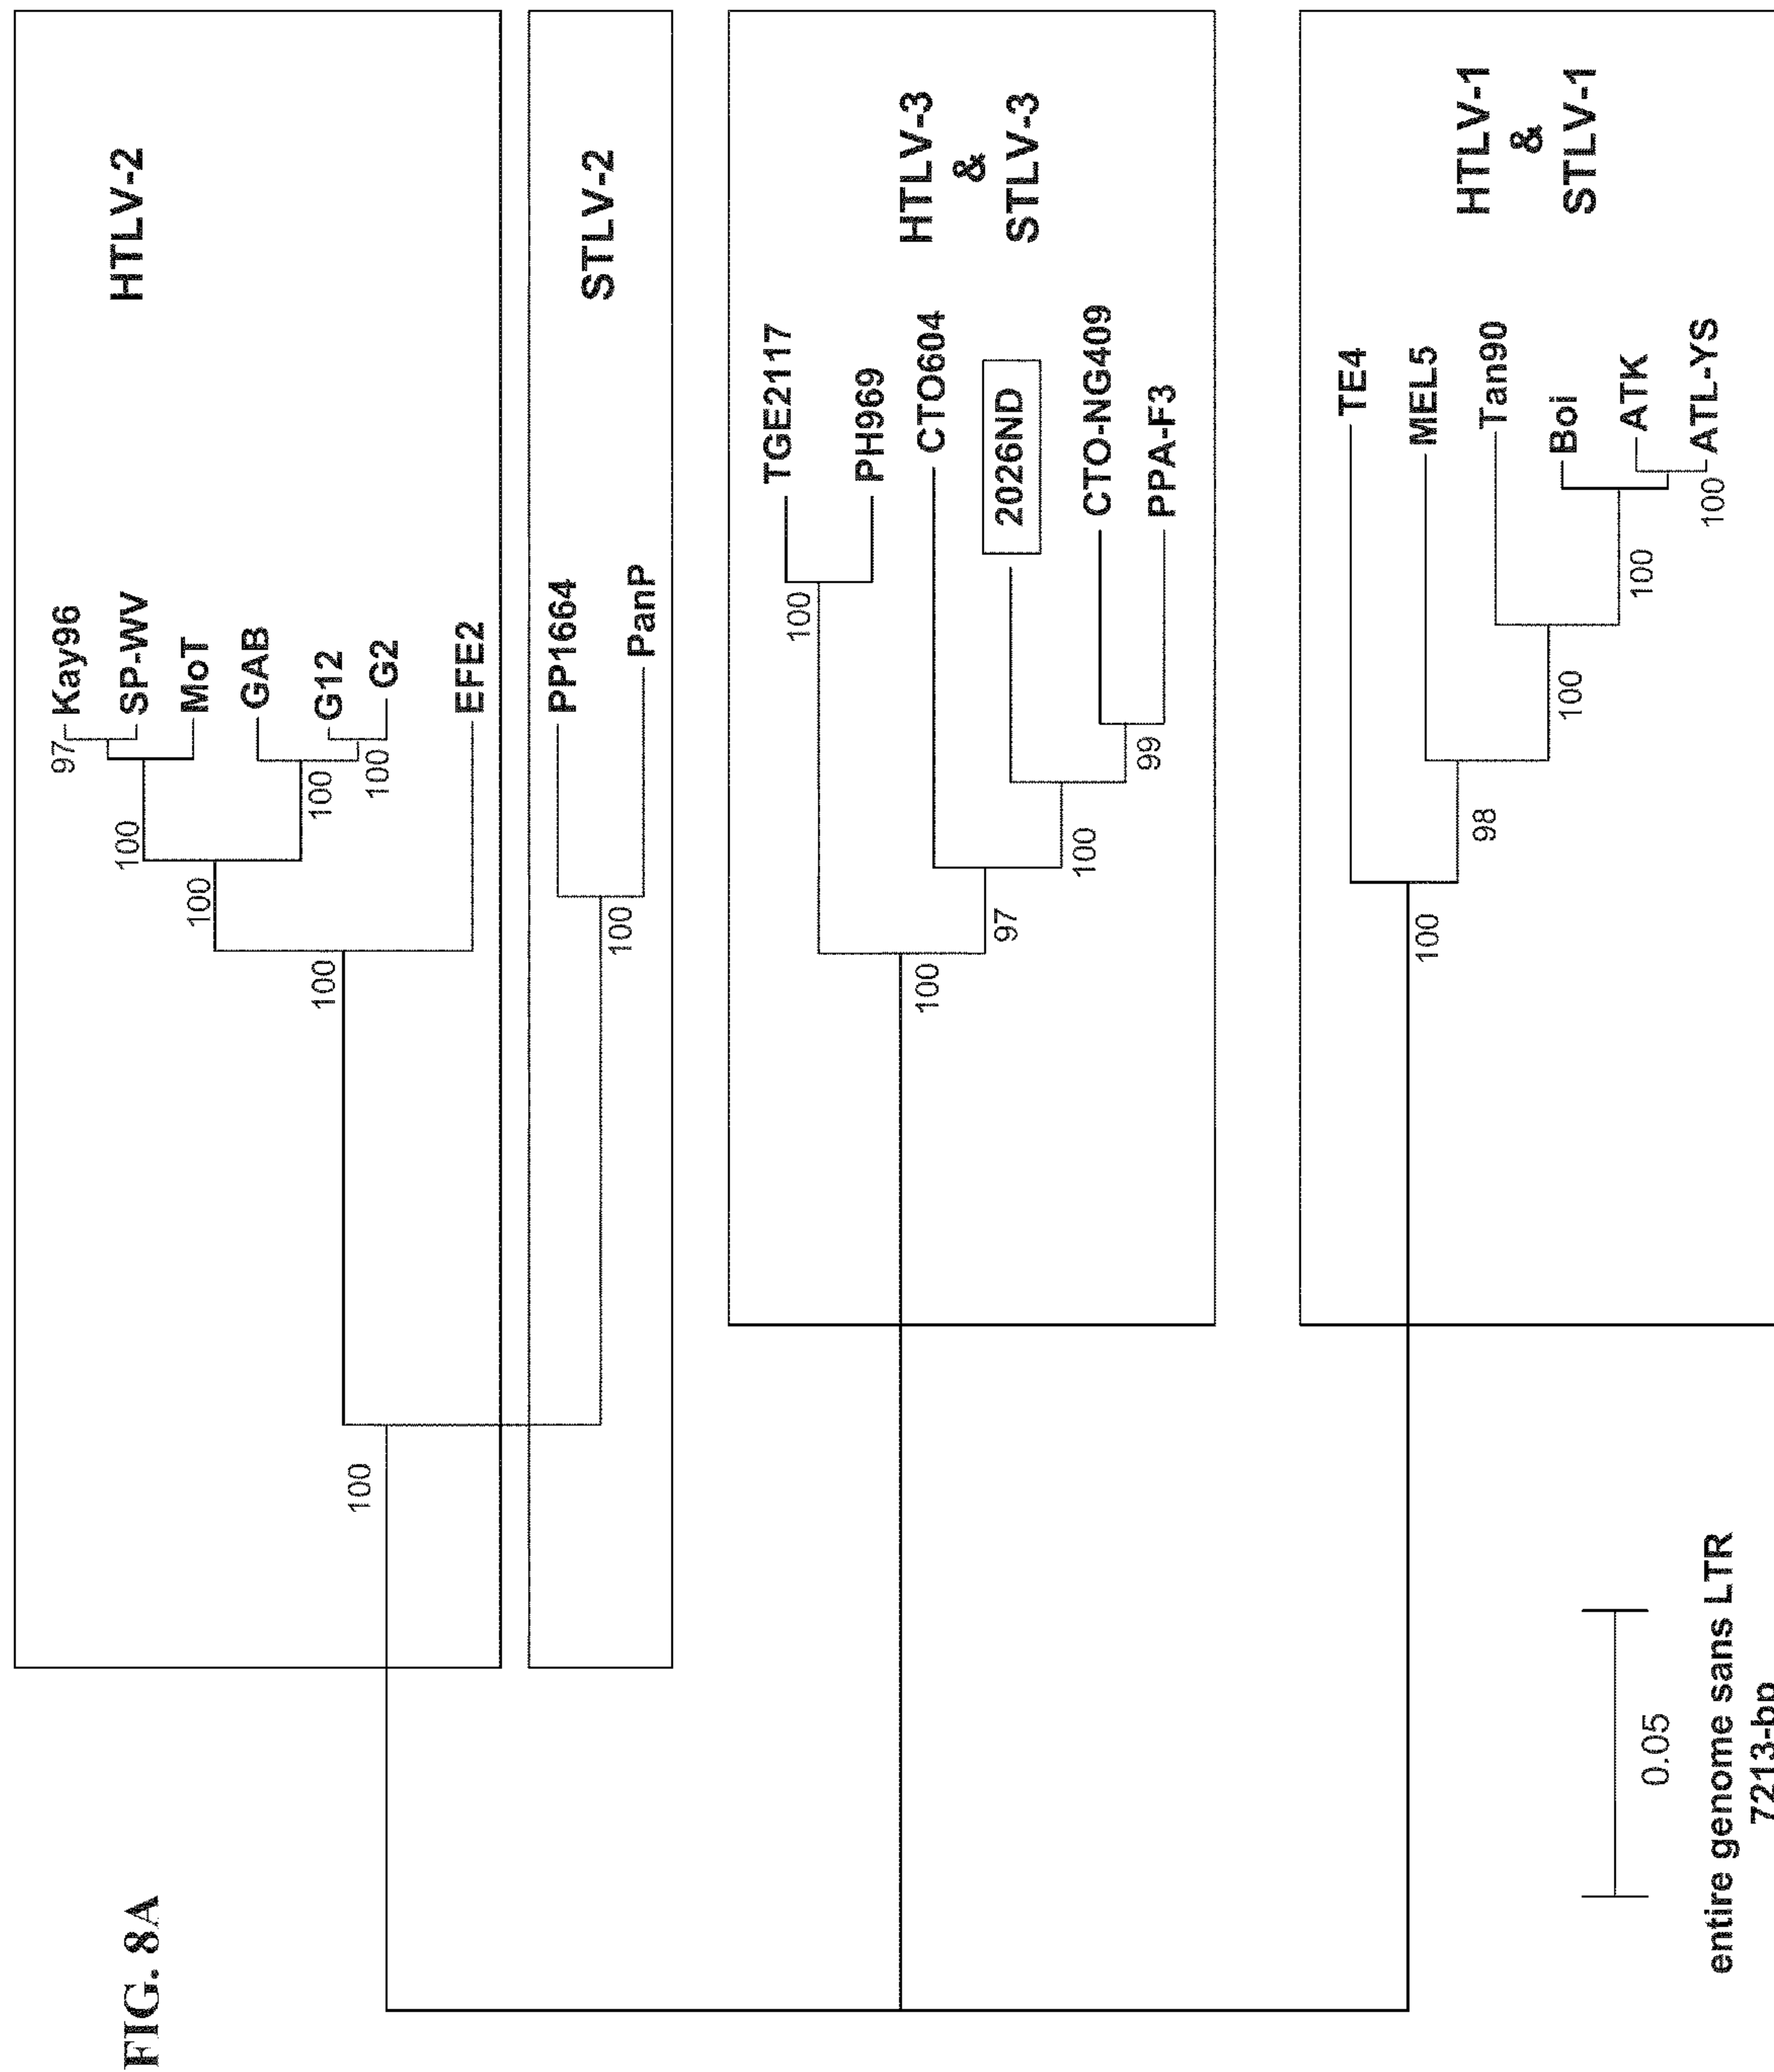 FIG. 8A
HTLV-2
97
Kay96
SP-WV
MoT
100
100
GAB
G12
G2
100
100
100
EFE2
100
STLV-2
PP1664
PanP
100
HTLV-3
&
STLV-3
TGE2117
PH969
100
CTO604
2026ND
CTO-NG409
PPA-F3
99
100
97
100
HTLV-1
&
STLV-1
TE4
MEL5
Tan90
Boi
ATK
ATL-YS
100
100
100
98
100
0.05
entire genome sans LTR
7213-bp